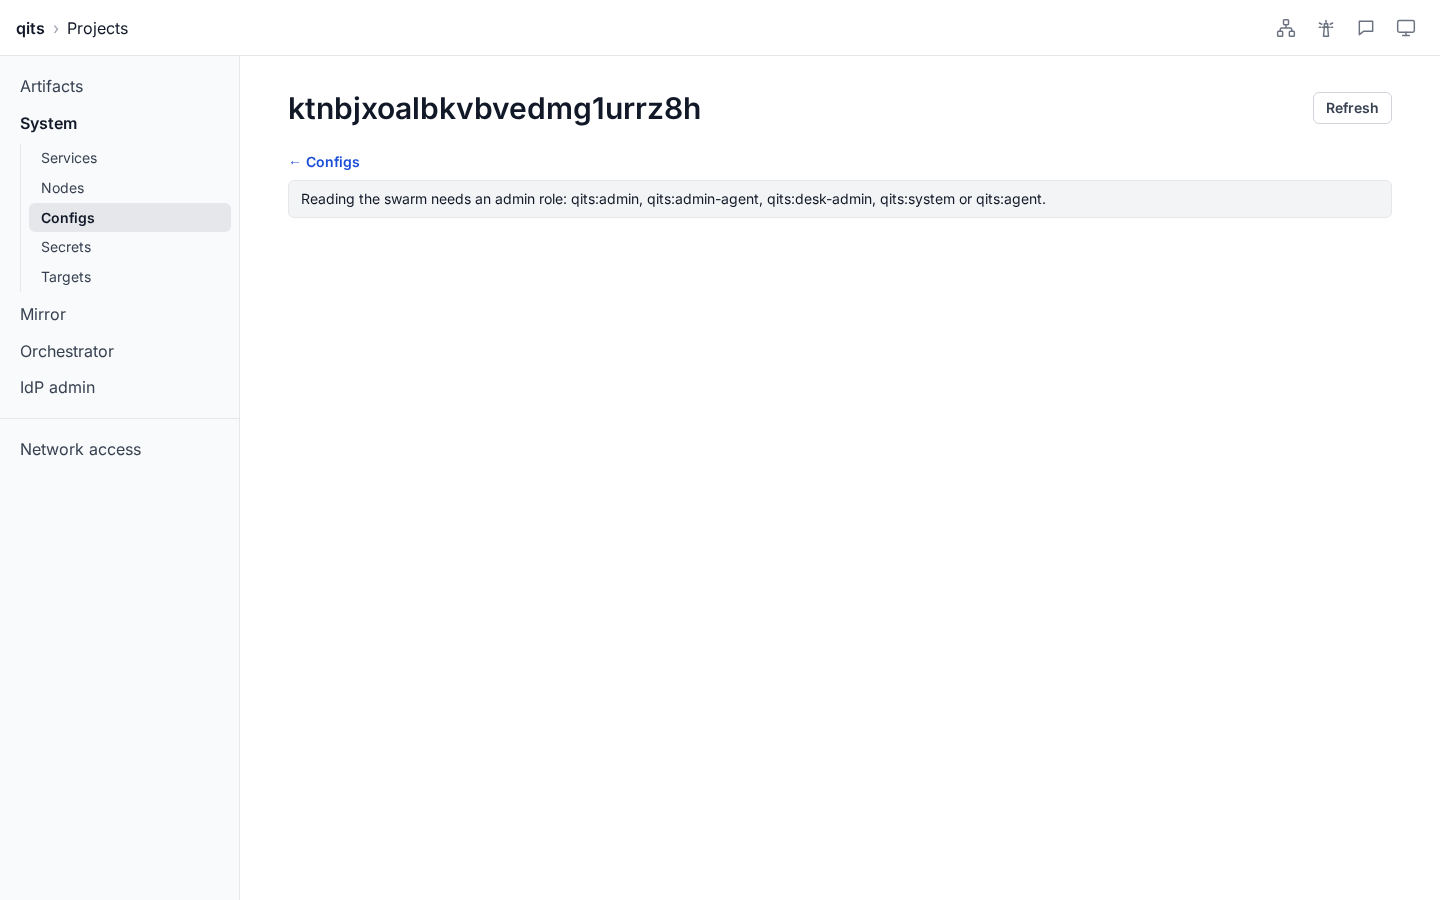 qits › Projects
Artifacts
System
Services
Nodes
Configs
Secrets
Targets
Mirror
Orchestrator
IdP admin
Network access
ktnbjxoalbkvbvedmg1urrz8h
Refresh
← Configs
Reading the swarm needs an admin role: qits:admin, qits:admin-agent, qits:desk-admin, qits:system or qits:agent.